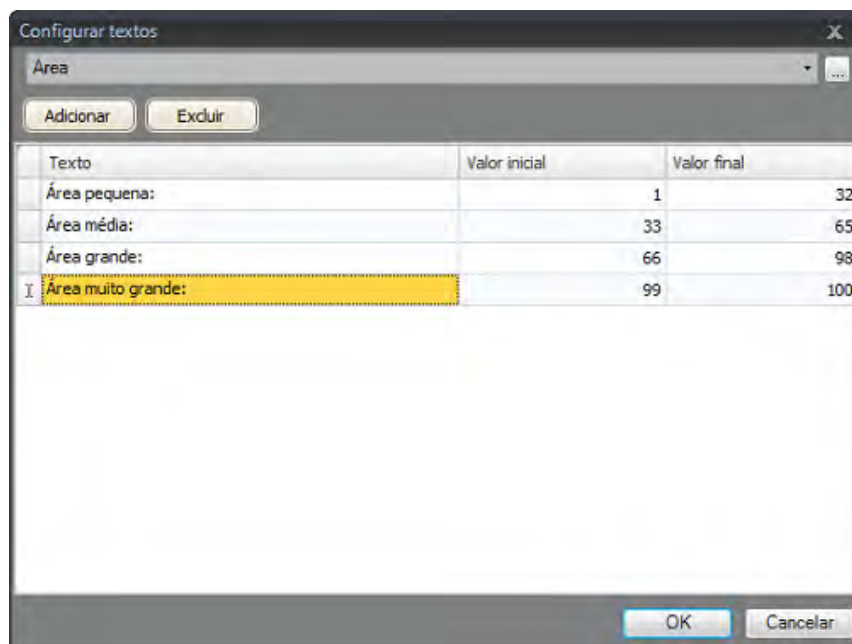 Configurar textos
Area
...
Adicionar Excluir
Texto Valor inicial Valor final
Área pequena: 1 32
Área média: 33 65
Área grande: 66 98
Área muito grande: 99 100
OK Cancelar